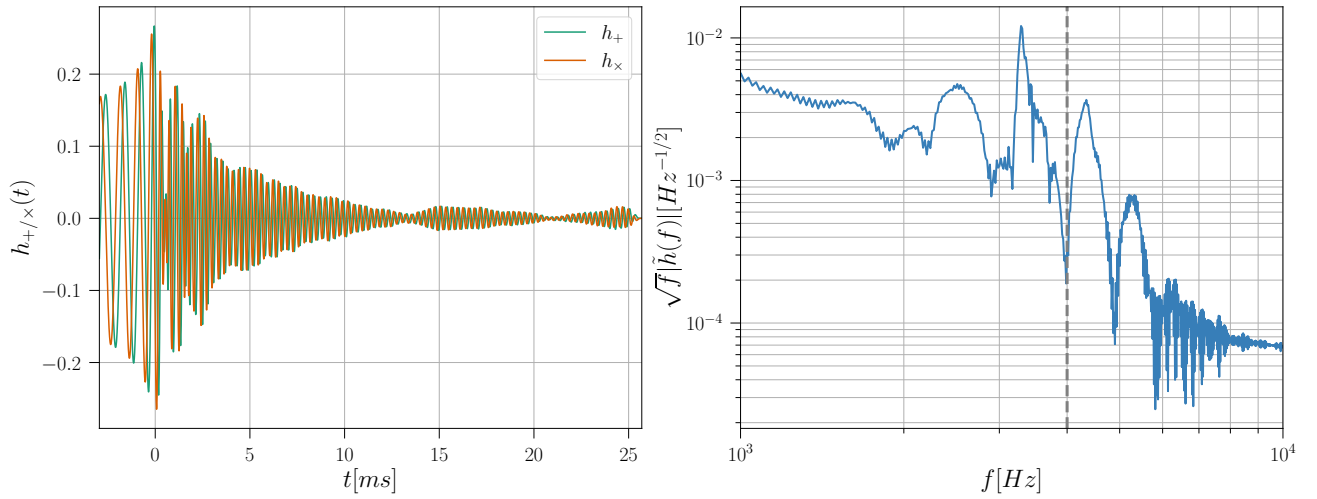 h₊
h×
0.2
0.1
0.0
−0.1
−0.2
h₊/×(t)
0 5 10 15 20 25
t[ms]
10⁻²
10⁻³
10⁻⁴
√f|h̃(f)|[Hz⁻¹/²]
10³ 10⁴
f[Hz]